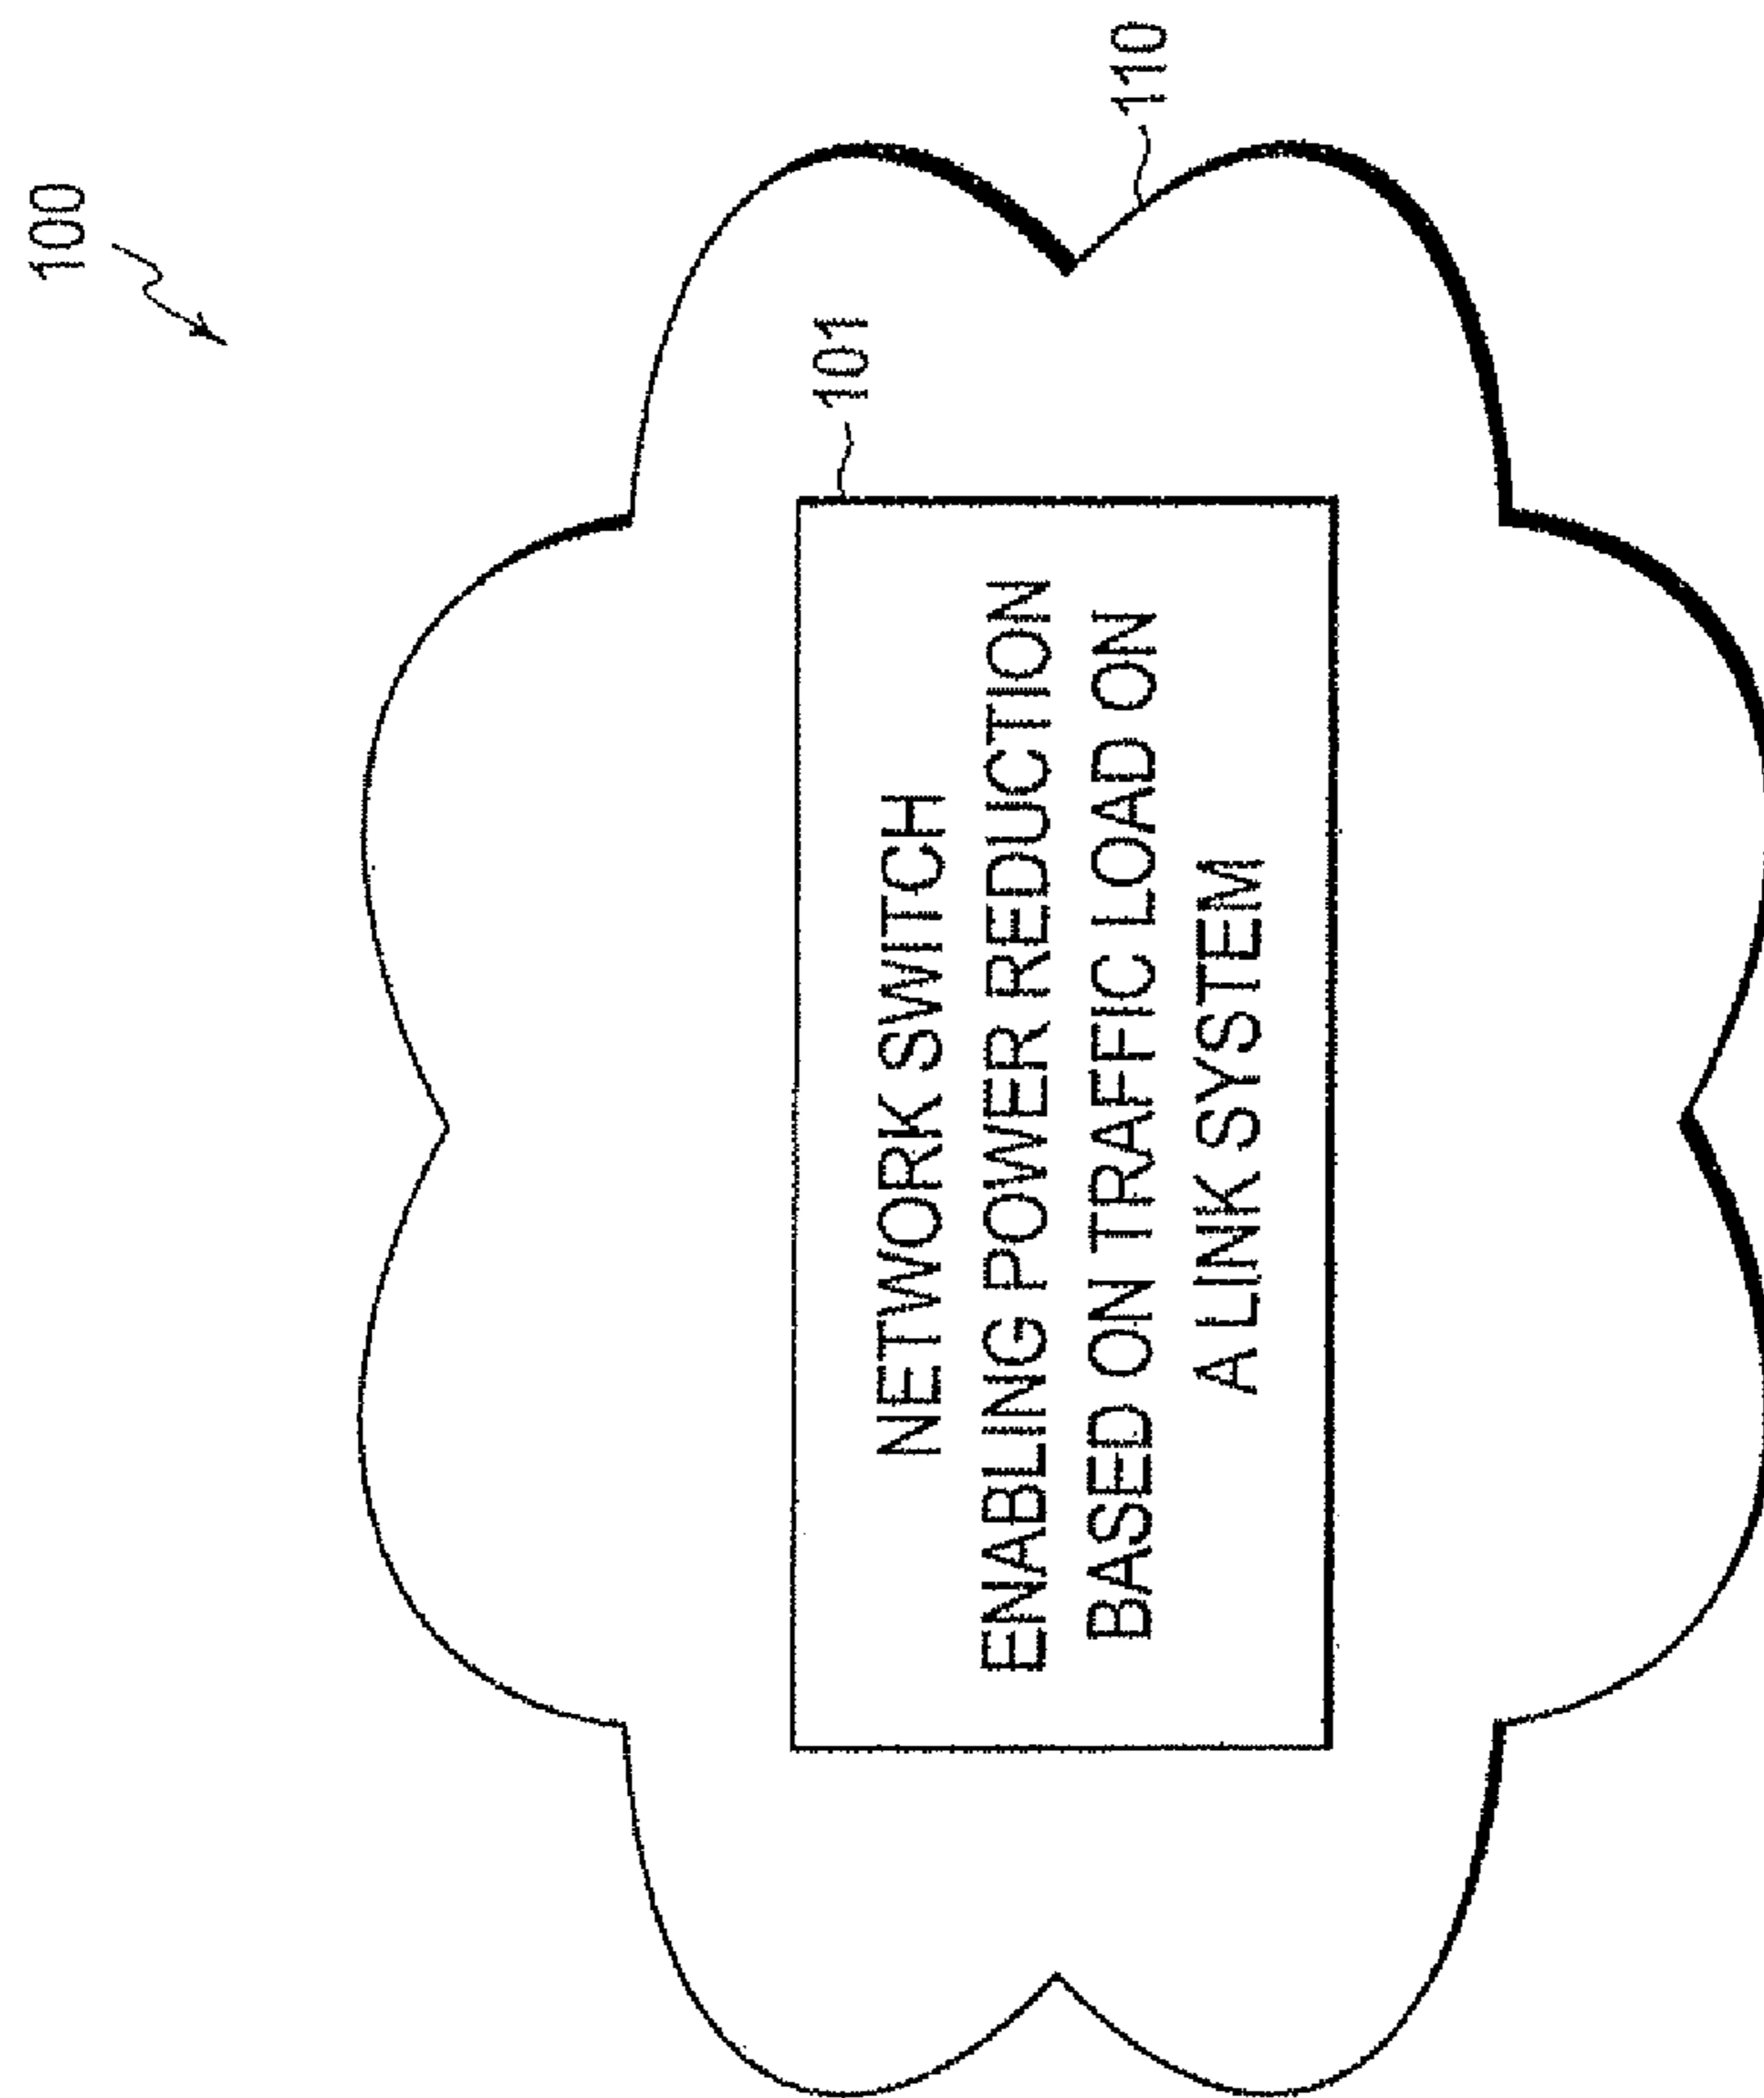 100
110
101
NETWORK SWITCH
ENABLING POWER REDUCTION
BASED ON TRAFFIC LOAD ON
A LINK SYSTEM